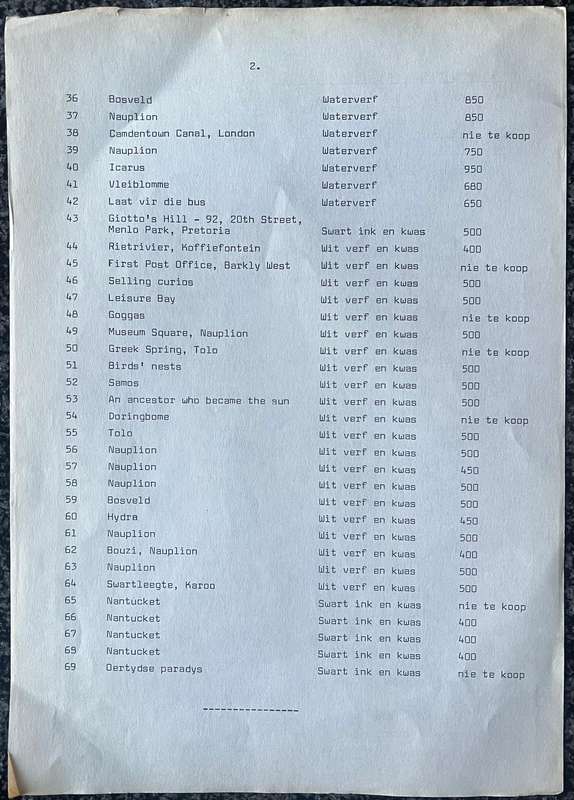 2.
36 Bosveld Waterverf 850
37 Nauplion Waterverf 850
38 Camdentown Canal, London Waterverf nie te koop
39 Nauplion Waterverf 750
40 Icarus Waterverf 950
41 Vleiblomme Waterverf 680
42 Laat vir die bus Waterverf 650
43 Giotto's Hill - 92, 20th Street,
Menlo Park, Pretoria Swart ink en kwas 500
44 Rietrivier, Koffiefontein Wit verf en kwas 400
45 First Post Office, Barkly West Wit verf en kwas nie te koop
46 Selling curios Wit verf en kwas 500
47 Leisure Bay Wit verf en kwas 500
48 Goggas Wit verf en kwas nie te koop
49 Museum Square, Nauplion Wit verf en kwas 500
50 Greek Spring, Tolo Wit verf en kwas nie te koop
51 Birds' nests Wit verf en kwas 500
52 Samos Wit verf en kwas 500
53 An ancestor who became the sun Wit verf en kwas 500
54 Doringbome Wit verf en kwas nie te koop
55 Tolo Wit verf en kwas 500
56 Nauplion Wit verf en kwas 500
57 Nauplion Wit verf en kwas 450
58 Nauplion Wit verf en kwas 500
59 Bosveld Wit verf en kwas 500
60 Hydra Wit verf en kwas 450
61 Nauplion Wit verf en kwas 500
62 Bouzi, Nauplion Wit verf en kwas 400
63 Nauplion Wit verf en kwas 500
64 Swartleegte, Karoo Wit verf en kwas 500
65 Nantucket Swart ink en kwas nie te koop
66 Nantucket Swart ink en kwas 400
67 Nantucket Swart ink en kwas 400
68 Nantucket Swart ink en kwas 400
69 Oertydse paradys Swart ink en kwas nie te koop
----------------